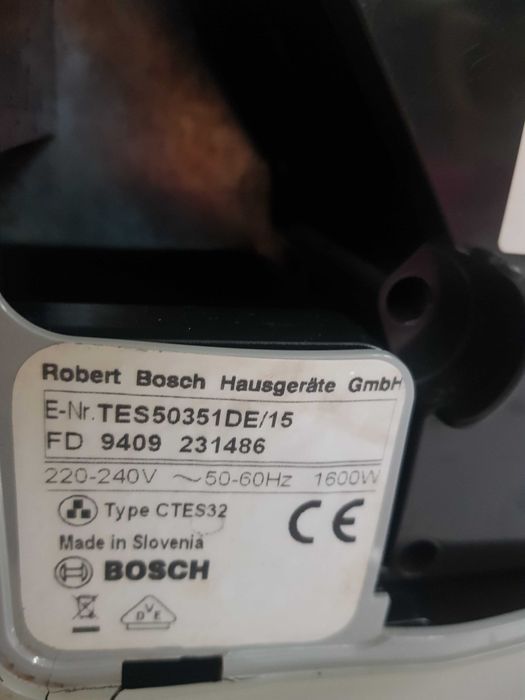 Robert Bosch Hausgeräte GmbH
E-Nr. TES50351DE/15
FD 9409 231486
220-240V ～50-60Hz 1600W
Type CTES32
CE
Made in Slovenia
BOSCH
DVE